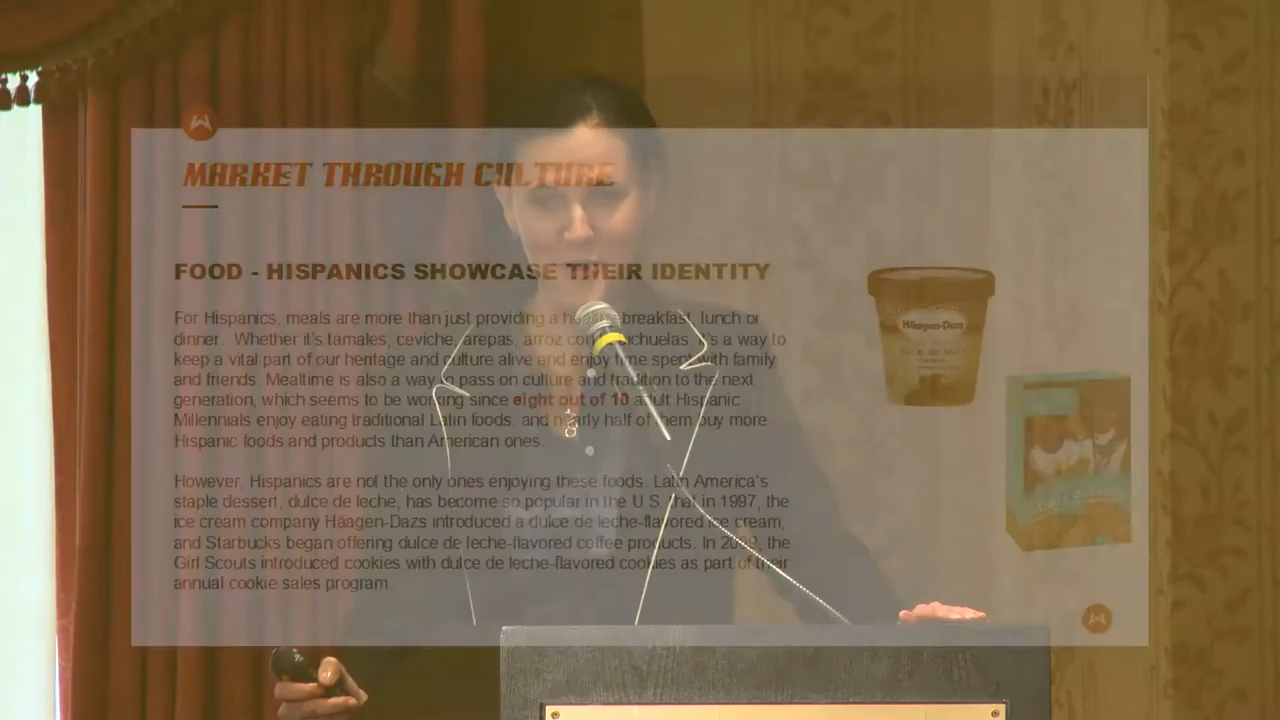 MARKET THROUGH CULTURE
FOOD - HISPANICS SHOWCASE THEIR IDENTITY
For Hispanics, meals are more than just providing a breakfast, lunch or
dinner. Whether it's tamales, ceviche, arepas, arroz con It's a way to
keep a vital part of our heritage and culture alive and enjoy time spent with family
and friends. Mealtime is also a way to pass on culture and tradition to the next
generation, which seems to be working since eight out of 10 adult Hispanic
Millennials enjoy eating traditional Latin foods, and nearly half of them buy more
Hispanic foods and products than American ones.
However, Hispanics are not the only ones enjoying these foods. Latin America's
staple dessert, dulce de leche, has become so popular in the U.S. that in 1997, the
ice cream company Häagen-Dazs introduced a dulce de leche-flavored ice cream,
and Starbucks began offering dulce de leche-flavored coffee products. In 2009, the
Girl Scouts introduced cookies with dulce de leche-flavored cookies as part of their
annual cookie sales program
Häagen-Dazs